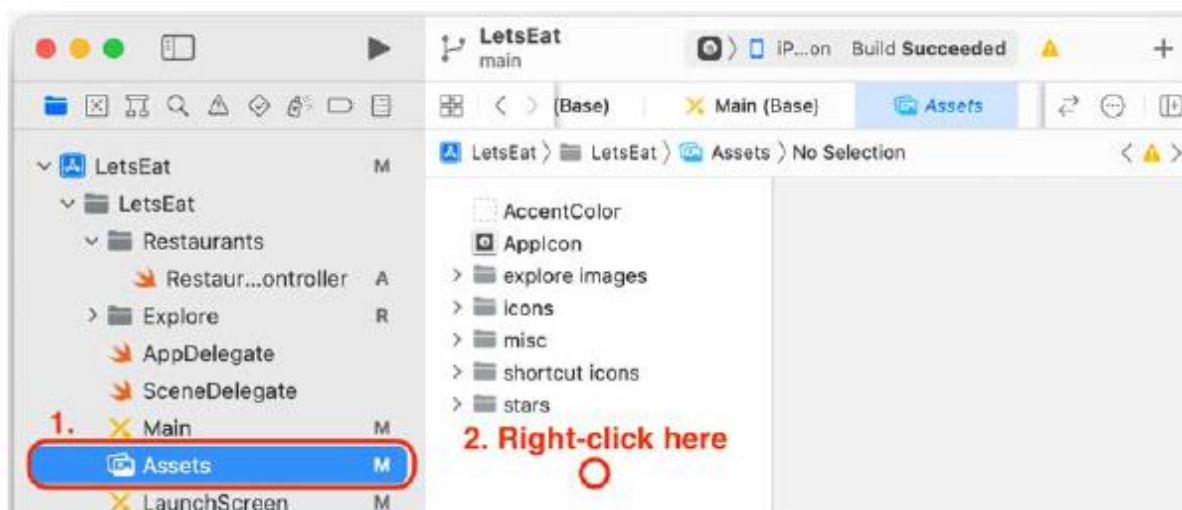 LetsEat
main
iP...on Build Succeeded
(Base)
Main (Base)
Assets
LetsEat
M
LetsEat
Restaurants
Restaur...ontroller
A
Explore
R
AppDelegate
SceneDelegate
1.
Main
M
Assets
M
LaunchScreen
M
LetsEat 〉 LetsEat 〉 Assets 〉 No Selection
AccentColor
AppIcon
explore images
icons
misc
shortcut icons
stars
2. Right-click here